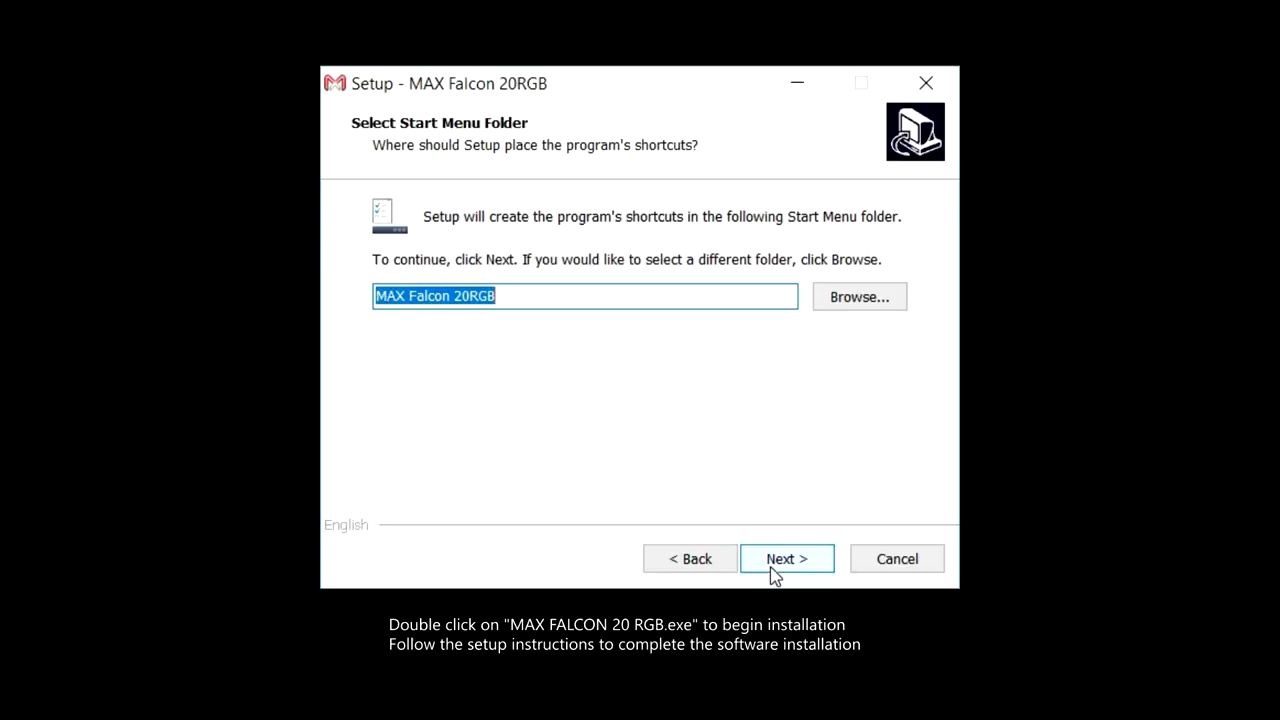 Setup - MAX Falcon 20RGB
Select Start Menu Folder
Where should Setup place the program's shortcuts?
Setup will create the program's shortcuts in the following Start Menu folder.
To continue, click Next. If you would like to select a different folder, click Browse.
MAX Falcon 20RGB
Browse...
English
< Back
Next >
Cancel
Double click on "MAX FALCON 20 RGB.exe" to begin installation
Follow the setup instructions to complete the software installation